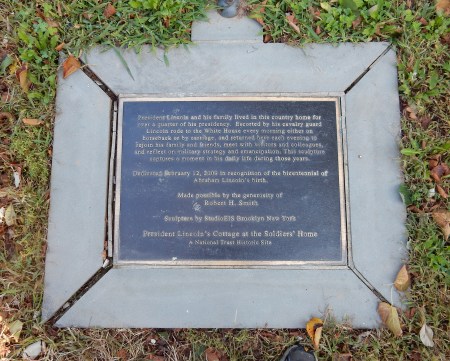 President Lincoln and his family lived in this country home for
over a quarter of his presidency. Escorted by his cavalry guard
Lincoln rode to the White House every morning either on
horseback or by carriage, and returned here each evening to
rejoin his family and friends, meet with visitors and colleagues,
and reflect on military strategy and emancipation. This sculpture
captures a moment in his daily life during those years.
Dedicated February 12, 2009 in recognition of the bicentennial of
Abraham Lincoln's birth.
Made possible by the generosity of
Robert H. Smith
Sculpture by StudioEIS Brooklyn New York
President Lincoln's Cottage at the Soldiers' Home
A National Trust Historic Site